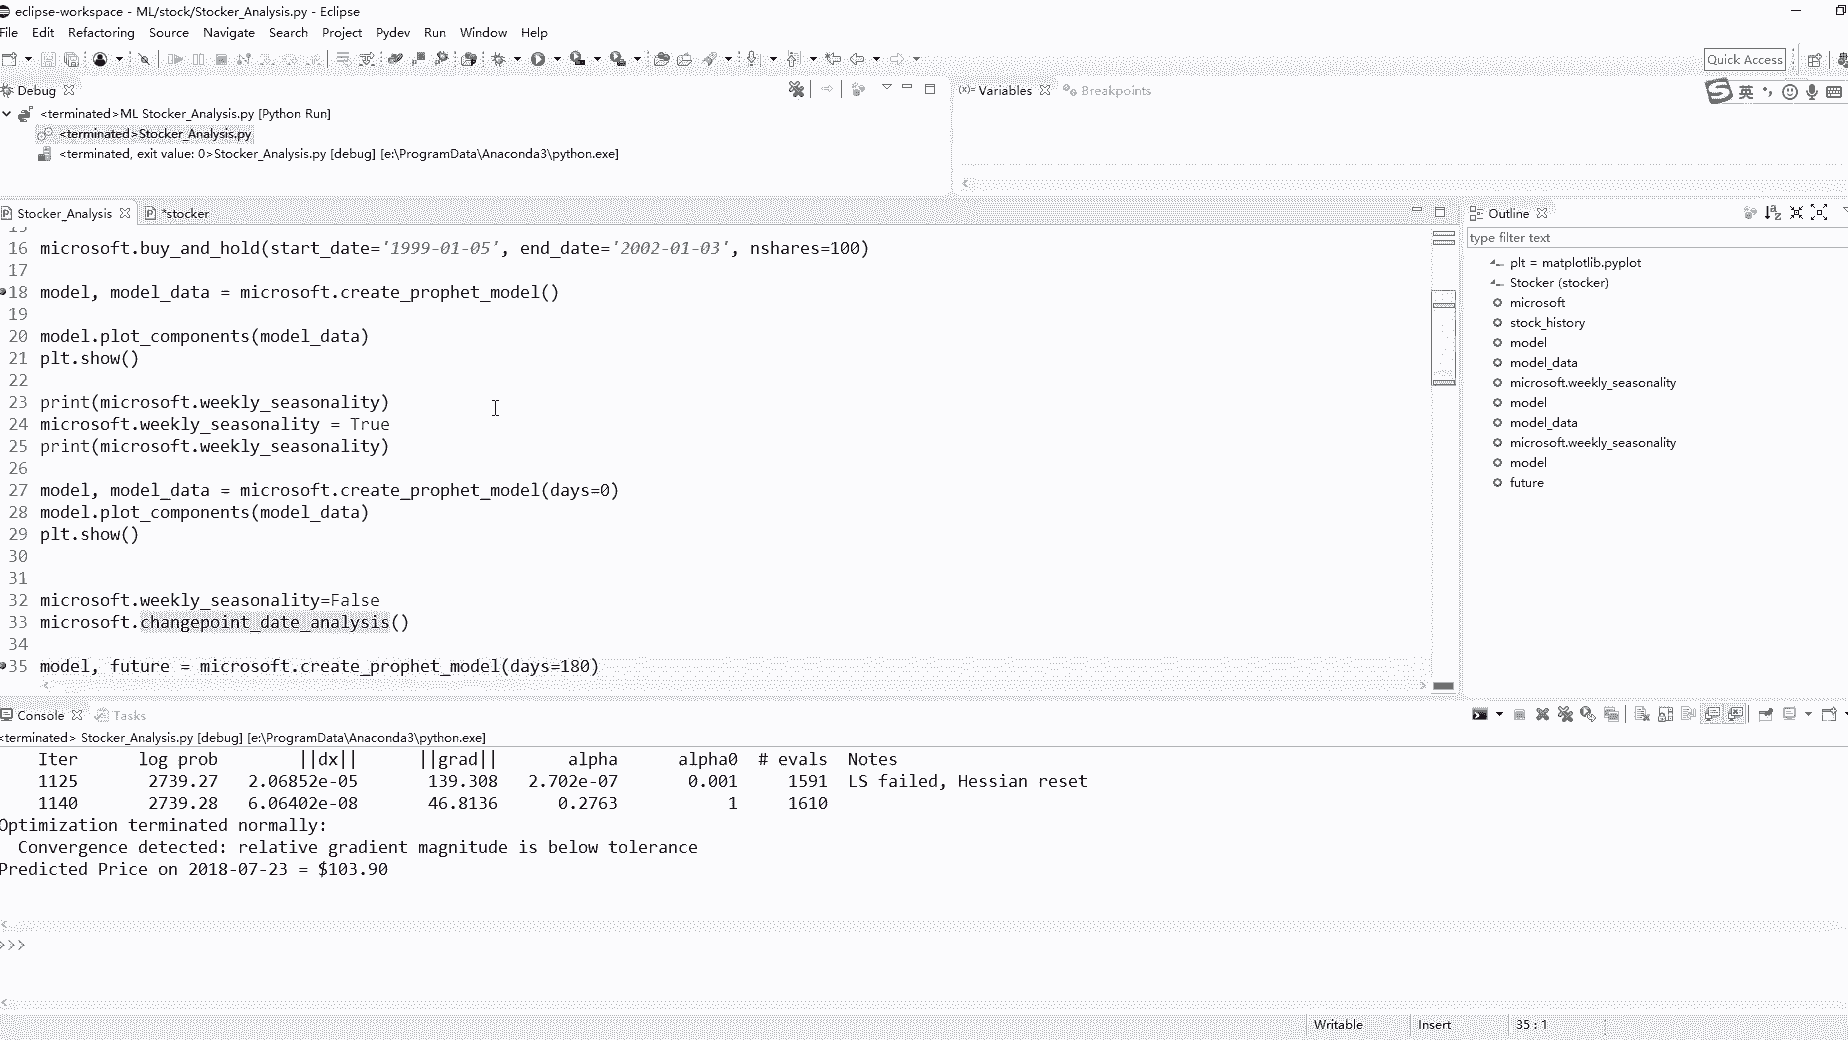 eclipse-workspace - ML/stock/Stocker_Analysis.py - Eclipse
File Edit Refactoring Source Navigate Search Project Pydev Run Window Help
Quick Access
Debug
(x)= Variables
Breakpoints
英
<terminated>ML Stocker_Analysis.py [Python Run]
<terminated>Stocker_Analysis.py
<terminated, exit value: 0>Stocker_Analysis.py [debug] [e:\ProgramData\Anaconda3\python.exe]
Stocker_Analysis
*stocker
15
16 microsoft.buy_and_hold(start_date='1999-01-05', end_date='2002-01-03', nshares=100)
17
18 model, model_data = microsoft.create_prophet_model()
19
20 model.plot_components(model_data)
21 plt.show()
22
23 print(microsoft.weekly_seasonality)
24 microsoft.weekly_seasonality = True
25 print(microsoft.weekly_seasonality)
26
27 model, model_data = microsoft.create_prophet_model(days=0)
28 model.plot_components(model_data)
29 plt.show()
30
31
32 microsoft.weekly_seasonality=False
33 microsoft.changepoint_date_analysis()
34
35 model, future = microsoft.create_prophet_model(days=180)
Outline
type filter text
plt = matplotlib.pyplot
Stocker (stocker)
microsoft
stock_history
model
model_data
microsoft.weekly_seasonality
model
model_data
microsoft.weekly_seasonality
model
future
Console
Tasks
<terminated> Stocker_Analysis.py [debug] [e:\ProgramData\Anaconda3\python.exe]
Iter log prob ||dx|| ||grad|| alpha alpha0 # evals Notes
1125 2739.27 2.06852e-05 139.308 2.702e-07 0.001 1591 LS failed, Hessian reset
1140 2739.28 6.06402e-08 46.8136 0.2763 1 1610
Optimization terminated normally:
Convergence detected: relative gradient magnitude is below tolerance
Predicted Price on 2018-07-23 = $103.90
>>>
Writable Insert 35 : 1